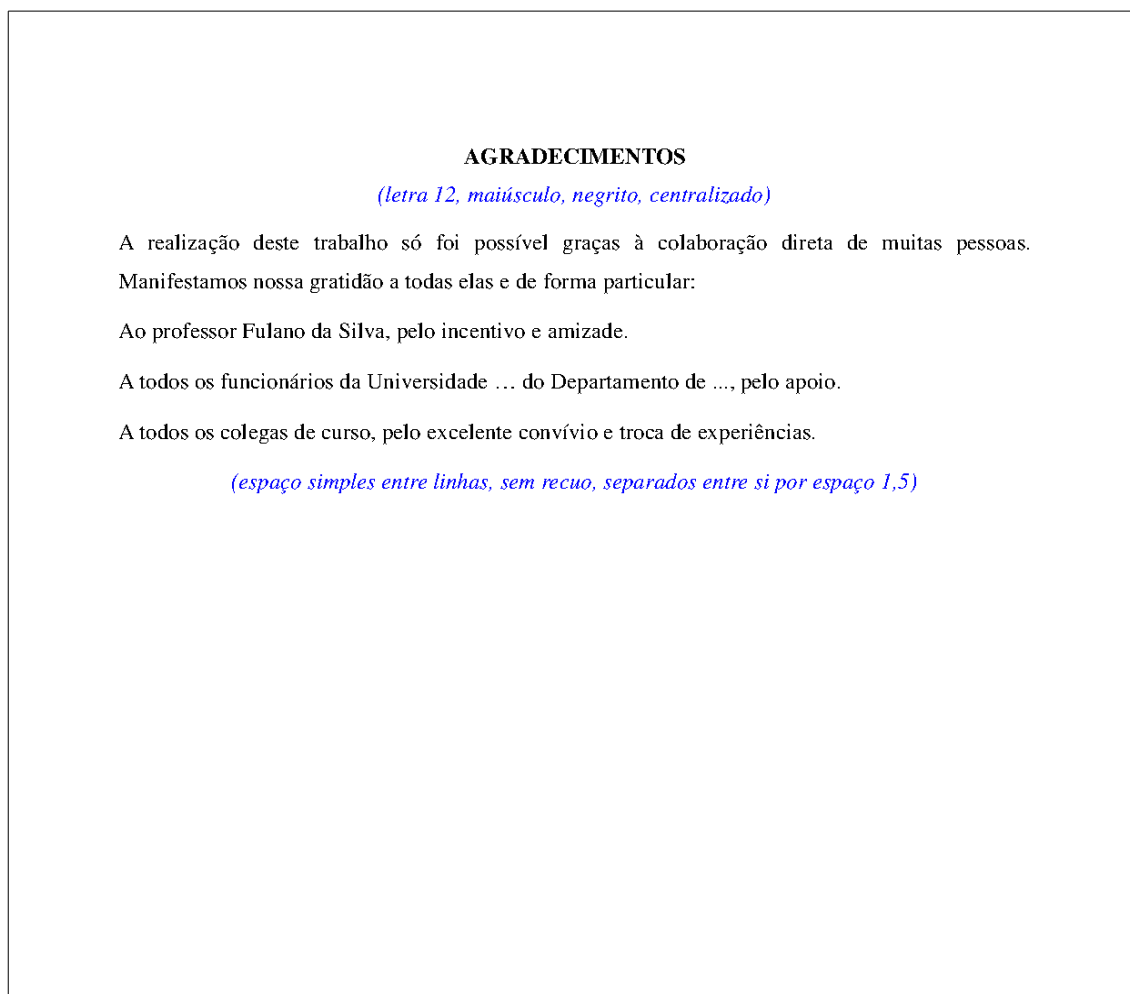 AGRADECIMENTOS
(letra 12, maiúsculo, negrito, centralizado)
A realização deste trabalho só foi possível graças à colaboração direta de muitas pessoas.
Manifestamos nossa gratidão a todas elas e de forma particular:
Ao professor Fulano da Silva, pelo incentivo e amizade.
A todos os funcionários da Universidade … do Departamento de ..., pelo apoio.
A todos os colegas de curso, pelo excelente convívio e troca de experiências.
(espaço simples entre linhas, sem recuo, separados entre si por espaço 1,5)